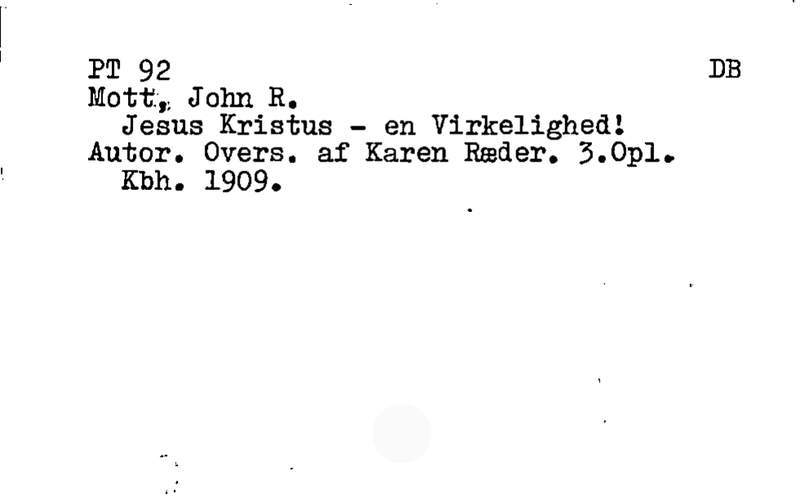 PT 92 DB
Mott, John R.
Jesus Kristus - en Virkelighed!
Autor. Overs. af Karen Ræder. 3.Opl.
Kbh. 1909.